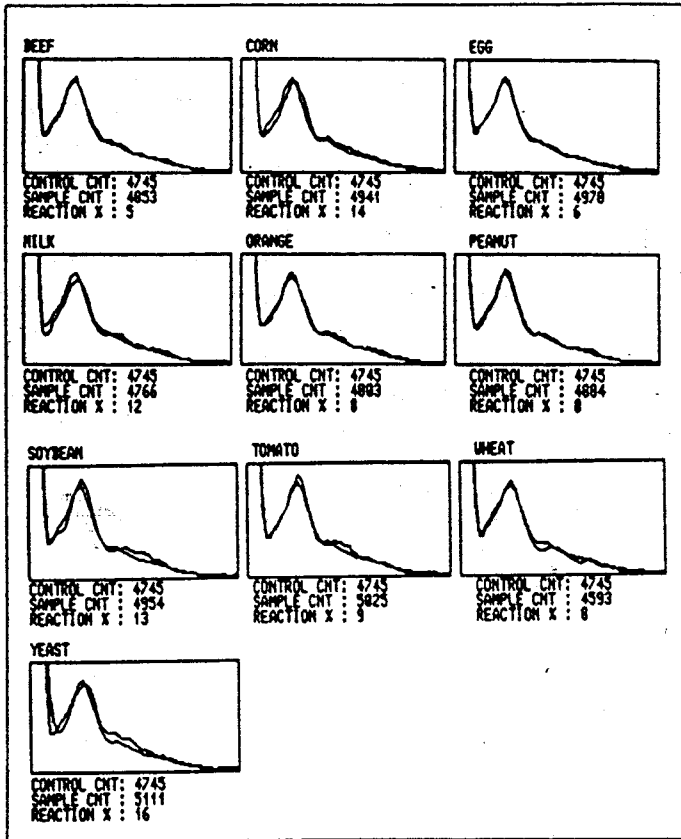 BEEF
CONTROL CNT: 4745
SAMPLE CNT : 4853
REACTION % : 5
CORN
CONTROL CNT: 4745
SAMPLE CNT : 4941
REACTION % : 14
EGG
CONTROL CNT: 4745
SAMPLE CNT : 4978
REACTION % : 6
MILK
CONTROL CNT: 4745
SAMPLE CNT : 4766
REACTION % : 12
ORANGE
CONTROL CNT: 4745
SAMPLE CNT :
REACTION % : 8
PEANUT
CONTROL CNT: 4745
SAMPLE CNT : 4884
REACTION % : 8
SOYBEAN
CONTROL CNT: 4745
SAMPLE CNT : 4954
REACTION % : 13
TOMATO
CONTROL CNT: 4745
SAMPLE CNT : 5025
REACTION % : 9
WHEAT
CONTROL CNT: 4745
SAMPLE CNT : 4593
REACTION % : 8
YEAST
CONTROL CNT: 4745
SAMPLE CNT : 5111
REACTION % : 16